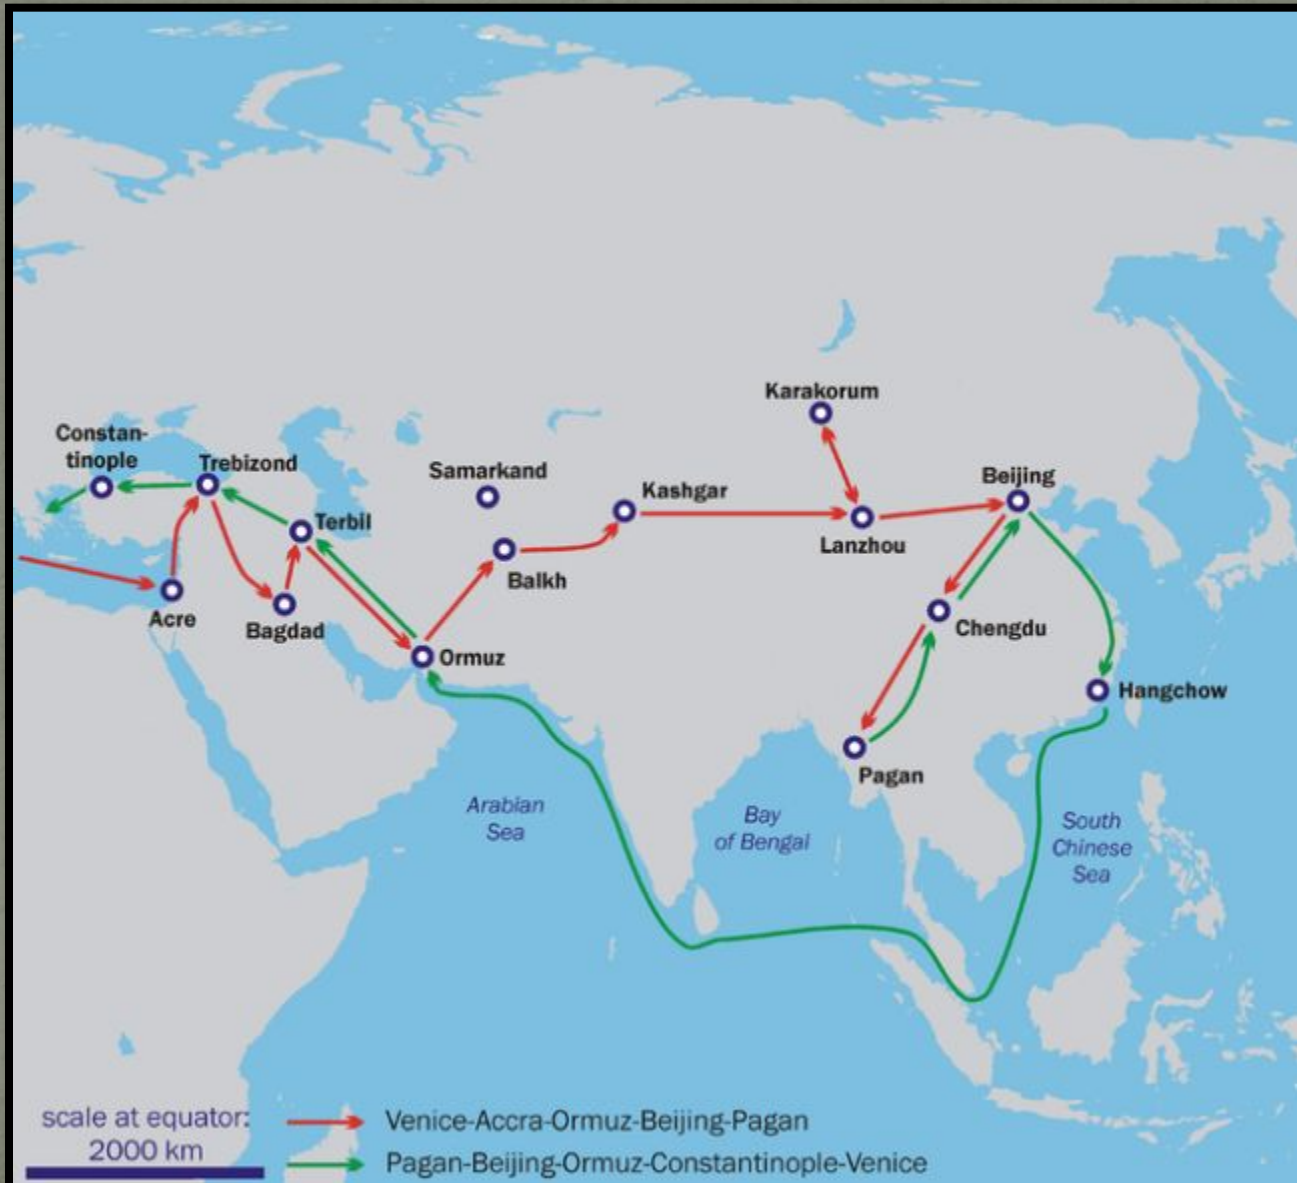 Karakorum
Constan-
tinople
Trebizond
Samarkand
Beijing
Kashgar
Terbil
Lanzhou
Balkh
Acre
Bagdad
Chengdu
Ormuz
Hangchow
Pagan
Arabian
Sea
Bay
of Bengal
South
Chinese
Sea
scale at equator:
2000 km
Venice-Accra-Ormuz-Beijing-Pagan
Pagan-Beijing-Ormuz-Constantinople-Venice